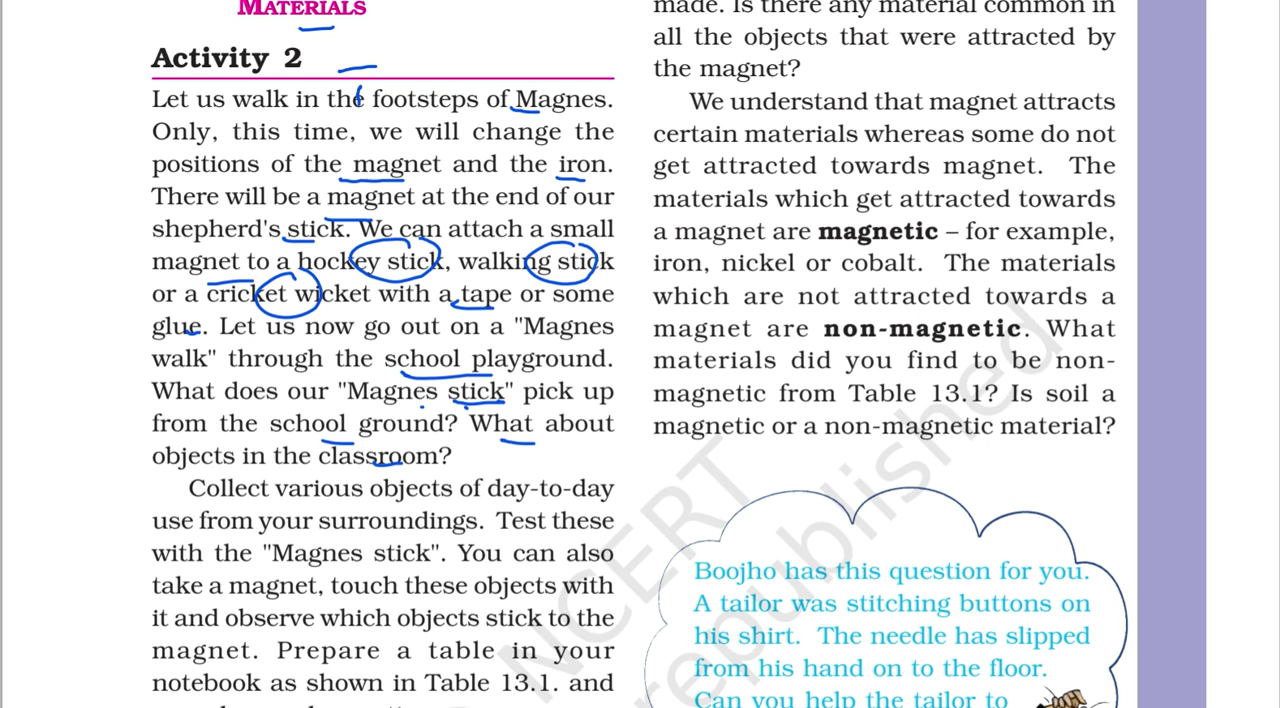 MATERIALS
Activity 2
Let us walk in the footsteps of Magnes.
Only, this time, we will change the
positions of the magnet and the iron.
There will be a magnet at the end of our
shepherd's stick. We can attach a small
magnet to a hockey stick, walking stick
or a cricket wicket with a tape or some
glue. Let us now go out on a "Magnes
walk" through the school playground.
What does our "Magnes stick" pick up
from the school ground? What about
objects in the classroom?
Collect various objects of day-to-day
use from your surroundings. Test these
with the "Magnes stick". You can also
take a magnet, touch these objects with
it and observe which objects stick to the
magnet. Prepare a table in your
notebook as shown in Table 13.1. and
made. Is there any material common in
all the objects that were attracted by
the magnet?
We understand that magnet attracts
certain materials whereas some do not
get attracted towards magnet. The
materials which get attracted towards
a magnet are magnetic – for example,
iron, nickel or cobalt. The materials
which are not attracted towards a
magnet are non-magnetic. What
materials did you find to be non-
magnetic from Table 13.1? Is soil a
magnetic or a non-magnetic material?
Boojho has this question for you.
A tailor was stitching buttons on
his shirt. The needle has slipped
from his hand on to the floor.
Can you help the tailor to
NCERT
republished